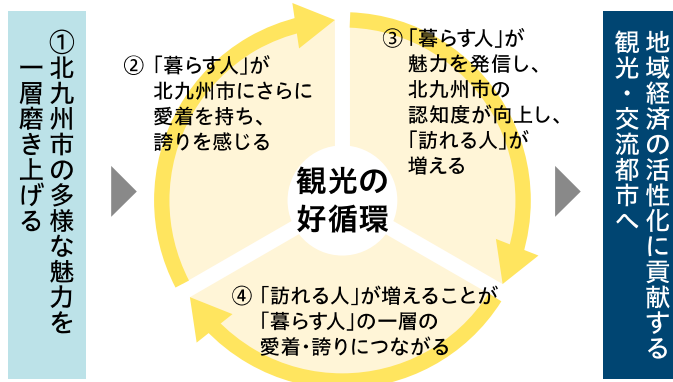 ①北九州市の多様な魅力を
一層磨き上げる
②「暮らす人」が
北九州市にさらに
愛着を持ち、
誇りを感じる
③「暮らす人」が
魅力を発信し、
北九州市の
認知度が向上し、
「訪れる人」が
増える
観光の
好循環
④「訪れる人」が増えることが
「暮らす人」の一層の
愛着・誇りにつながる
地域経済の活性化に貢献する
観光・交流都市へ